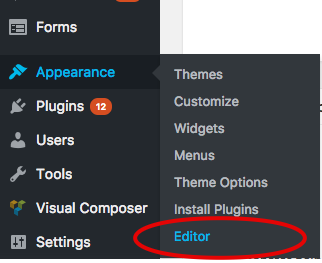 Forms
Appearance
Plugins 12
Users
Tools
Visual Composer
Settings
Themes
Customize
Widgets
Menus
Theme Options
Install Plugins
Editor